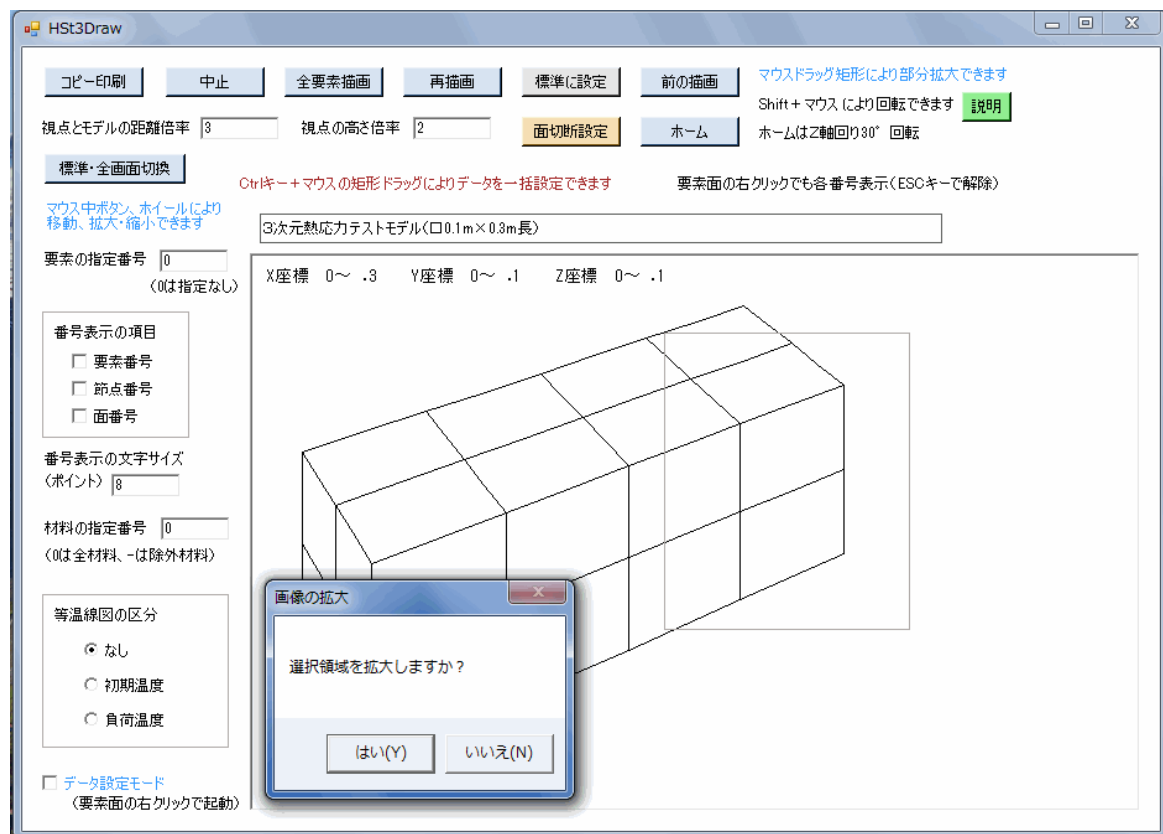 HSt3Draw
コピー印刷 中止 全要素描画 再描画 標準に設定 前の描画 マウスドラッグ矩形により部分拡大できます
Shift+マウスにより回転できます 説明
視点とモデルの距離倍率 3 視点の高さ倍率 2 面切断設定 ホーム ホームはZ軸回り30°回転
標準・全画面切換
Ctrlキー+マウスの矩形ドラッグによりデータを一括設定できます 要素面の右クリックでも各番号表示(ESCキーで解除)
マウス中ボタン、ホイールにより
移動、拡大・縮小できます
3次元熱応力テストモデル(口0.1m×0.3m長)
要素の指定番号 0
(0は指定なし)
X座標 0~ .3 Y座標 0~ .1 Z座標 0~ .1
番号表示の項目
要素番号
節点番号
面番号
番号表示の文字サイズ
(ポイント) 8
材料の指定番号 0
(0は全材料、-は除外材料)
等温線図の区分
なし
初期温度
負荷温度
データ設定モード
(要素面の右クリックで起動)
画像の拡大
選択領域を拡大しますか?
はい(Y) いいえ(N)